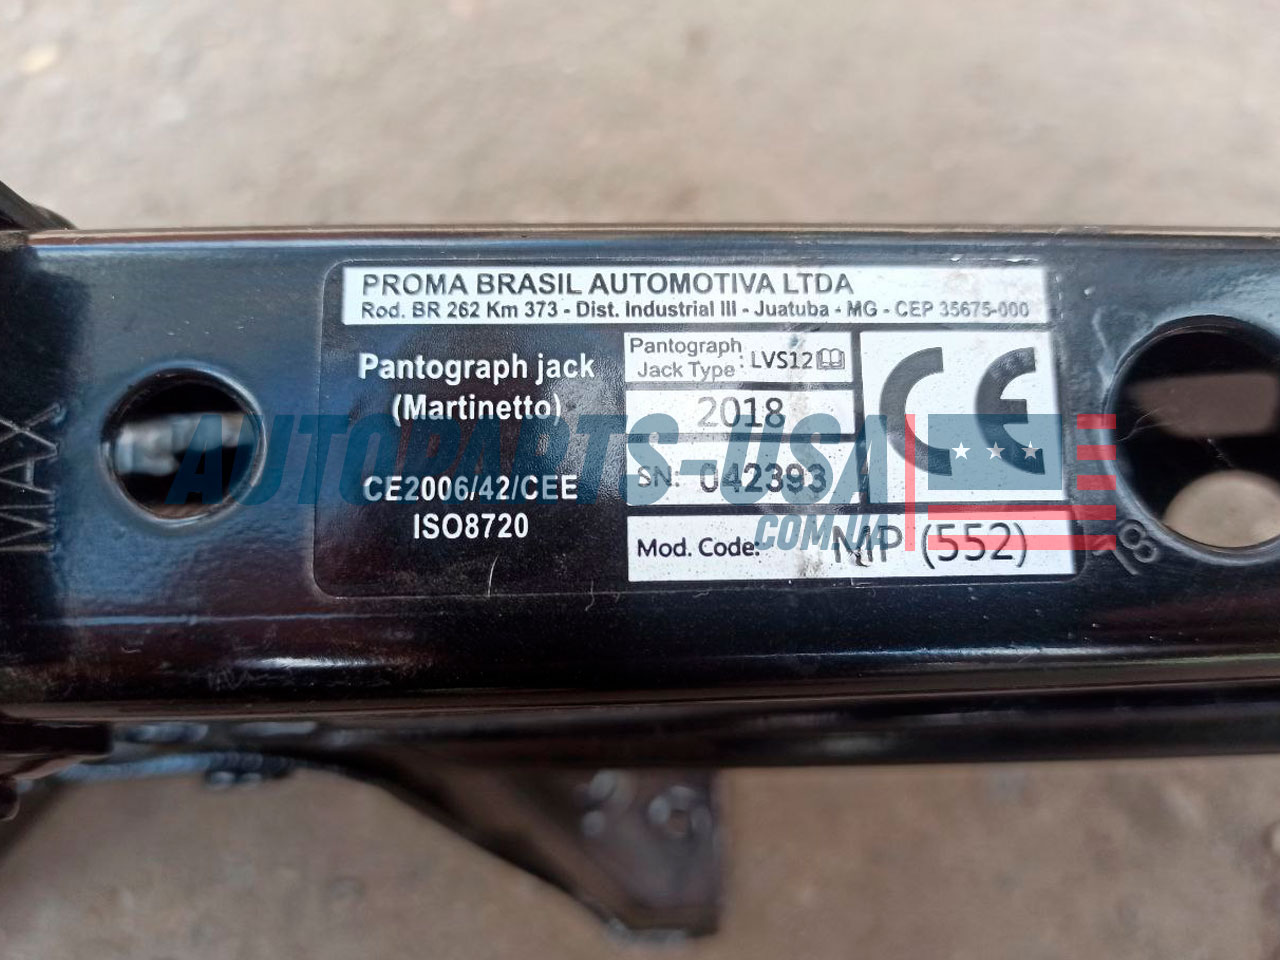 PROMA BRASIL AUTOMOTIVA LTDA
Rod. BR 262 Km 373 - Dist. Industrial III - Juatuba - MG - CEP 35675-000
Pantograph jack
(Martinetto)
CE2006/42/CEE
ISO8720
Pantograph
Jack Type : LVS12
2018
SN: 042393
Mod. Code: MP (552)
CE
MAX
AUTOPARTS-USA
.COM.UA